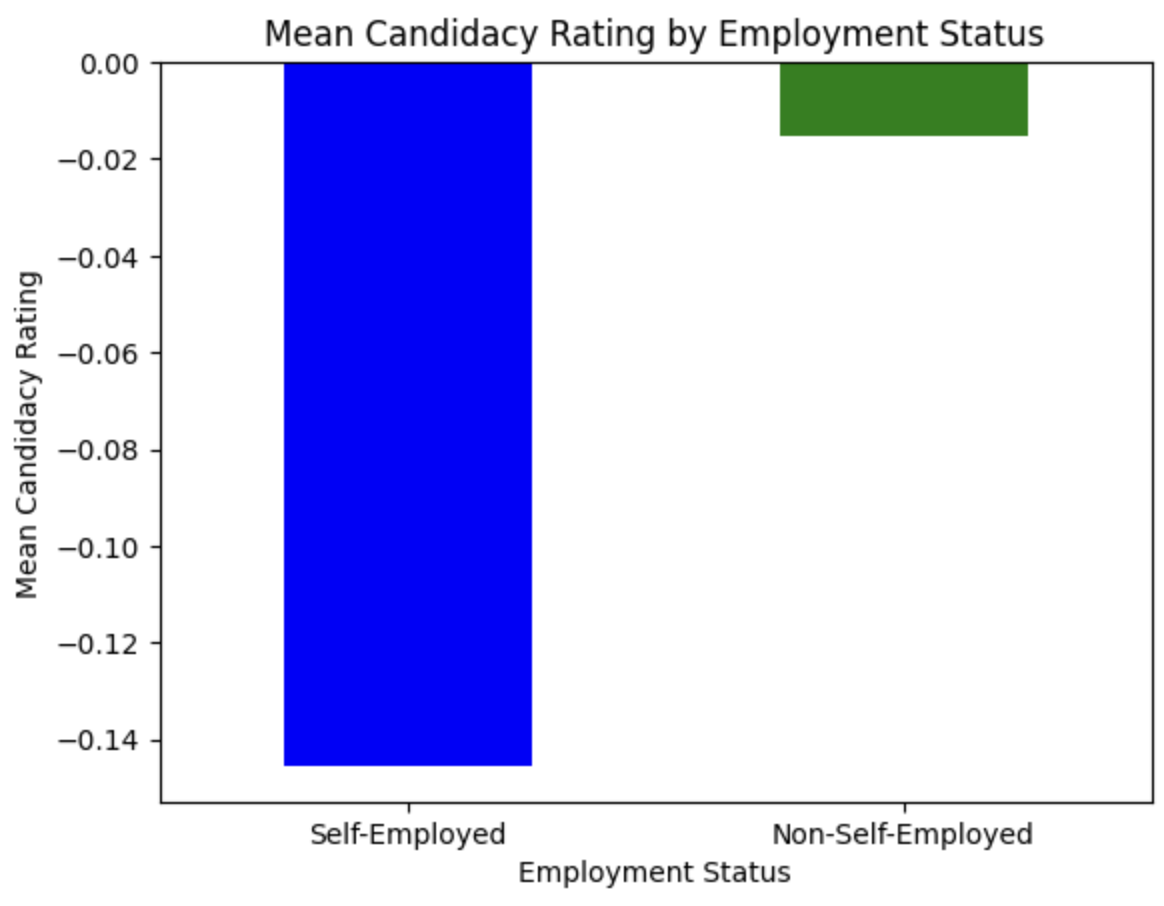 Mean Candidacy Rating by Employment Status
0.00
−0.02
−0.04
−0.06
−0.08
−0.10
−0.12
−0.14
Mean Candidacy Rating
Self-Employed
Non-Self-Employed
Employment Status